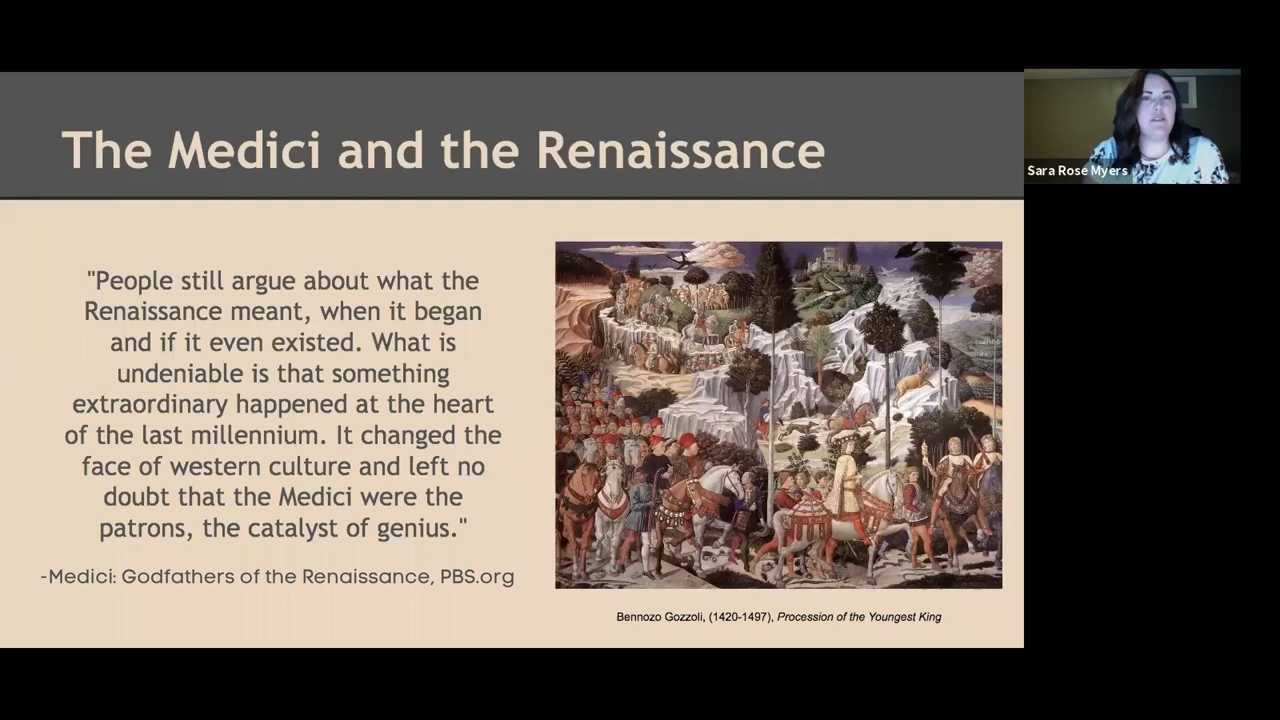 The Medici and the Renaissance
Sara Rose Myers
"People still argue about what the
Renaissance meant, when it began
and if it even existed. What is
undeniable is that something
extraordinary happened at the heart
of the last millennium. It changed the
face of western culture and left no
doubt that the Medici were the
patrons, the catalyst of genius."
-Medici: Godfathers of the Renaissance, PBS.org
Bennozo Gozzoli, (1420-1497), Procession of the Youngest King